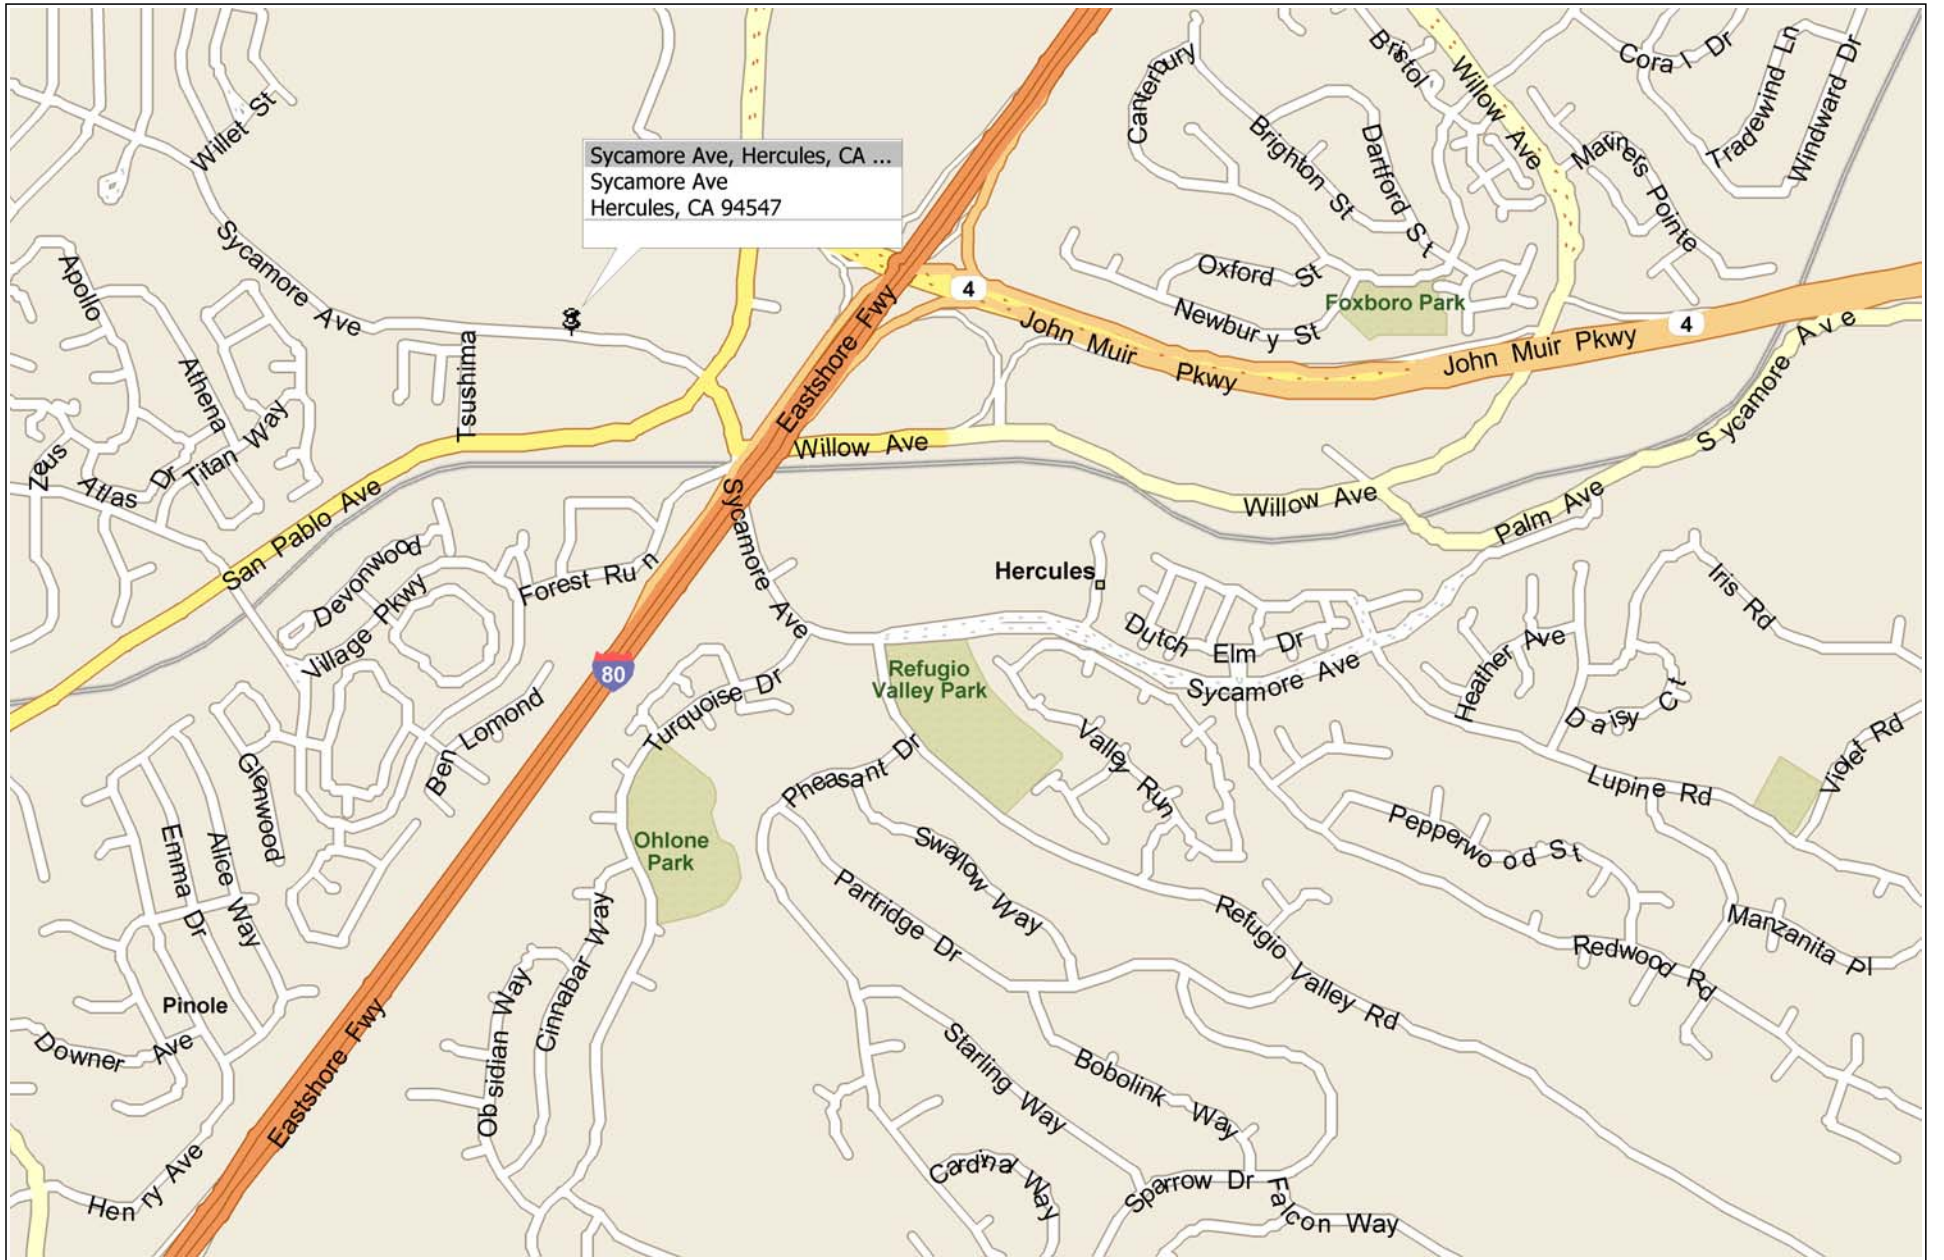 Sycamore Ave, Hercules, CA ...
Sycamore Ave
Hercules, CA 94547
Willet St
Sycamore Ave
Canterbury
Bristol
Willow Ave
Coral Dr
Tradewind Ln
Windward Dr
Brighton St
Dartford St
Mariners Pointe
Oxford St
Newbury St
Foxboro Park
4
John Muir Pkwy
John Muir Pkwy
4
Sycamore Ave
Apollo
Athena
Titan Way
Tsushima
Zeus
Atlas Dr
San Pablo Ave
Eastshore Fwy
Willow Ave
Willow Ave
Palm Ave
Sycamore Ave
Devonwood
Village Pkwy
Forest Run
Hercules
Dutch Elm Dr
Sycamore Ave
Heather Ave
Iris Rd
Daisy Ct
80
Refugio
Valley Park
Turquoise Dr
Valley Run
Ben Lomond
Glenwood
Pheasant Dr
Lupine Rd
Violet Rd
Pepperwood St
Emma Dr
Alice Way
Ohlone
Park
Swallow Way
Partridge Dr
Refugio Valley Rd
Redwood Rd
Manzanita Pl
Cinnabar Way
Obsidian Way
Pinole
Downer Ave
Eastshore Fwy
Starling Way
Bobolink Way
Henry Ave
Cardinal Way
Sparrow Dr
Falcon Way